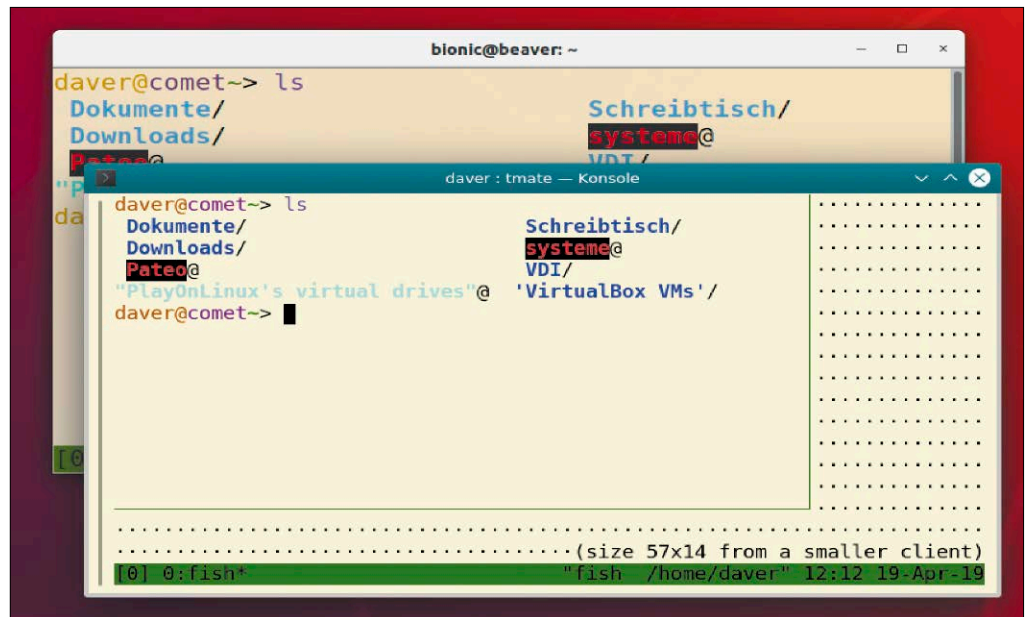 bionic@beaver: ~
daver@comet~> ls
Dokumente/ Schreibtisch/
Downloads/ systeme@
Pateo@ VDI/
"P
da
[0
daver : tmate — Konsole
daver@comet~> ls
Dokumente/ Schreibtisch/
Downloads/ systeme@
Pateo@ VDI/
"PlayOnLinux's virtual drives"@ 'VirtualBox VMs'/
daver@comet~>
(size 57x14 from a smaller client)
[0] 0:fish* "fish /home/daver" 12:12 19-Apr-19